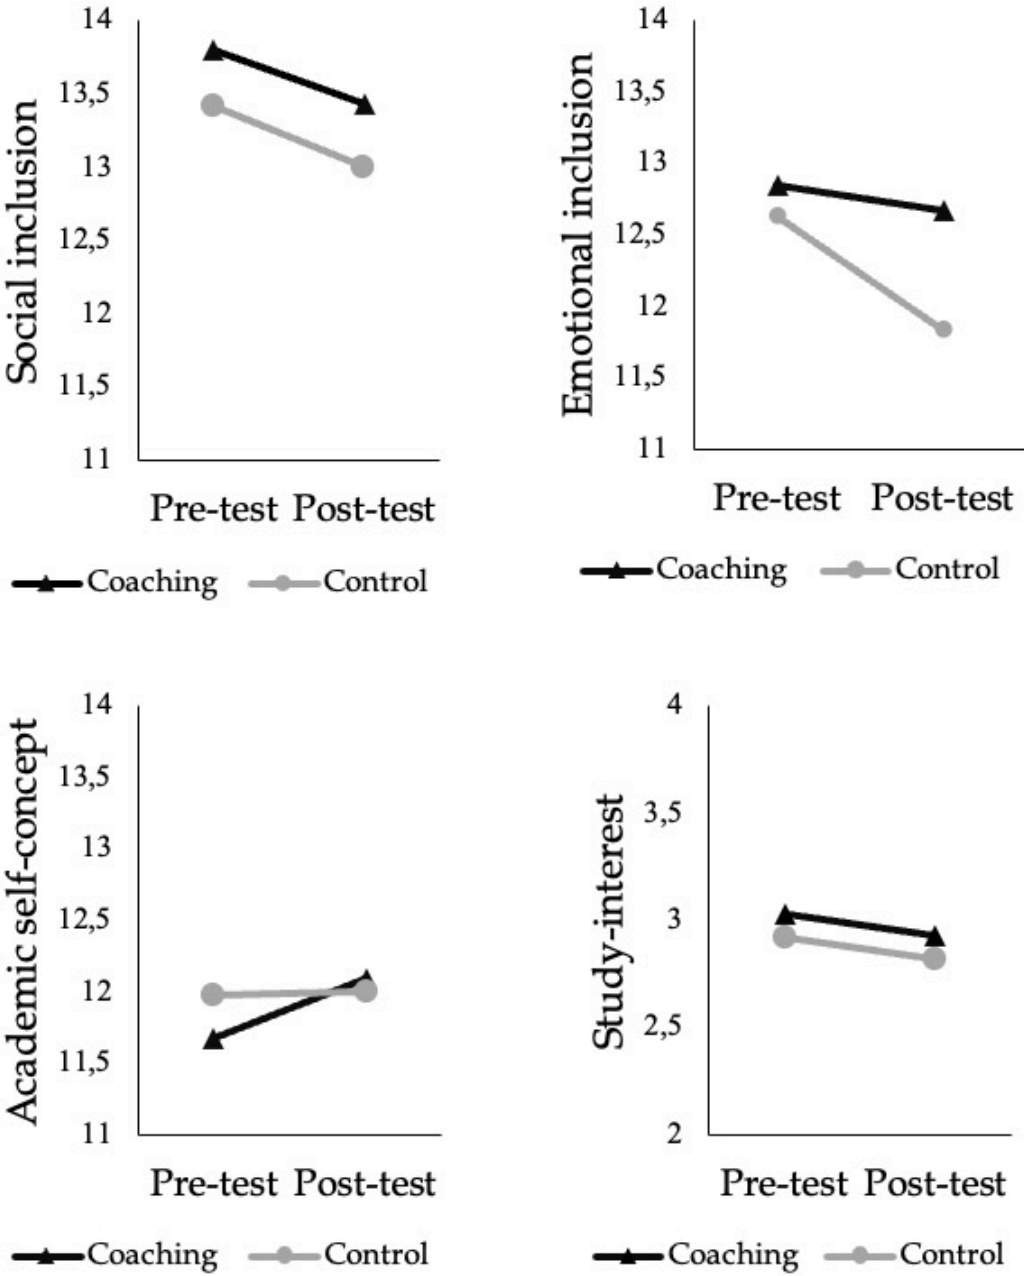 Social inclusion
14
13,5
13
12,5
12
11,5
11
Pre-test Post-test
Coaching Control
Emotional inclusion
14
13,5
13
12,5
12
11,5
11
Pre-test Post-test
Coaching Control
Academic self-concept
14
13,5
13
12,5
12
11,5
11
Pre-test Post-test
Coaching Control
Study-interest
4
3,5
3
2,5
2
Pre-test Post-test
Coaching Control